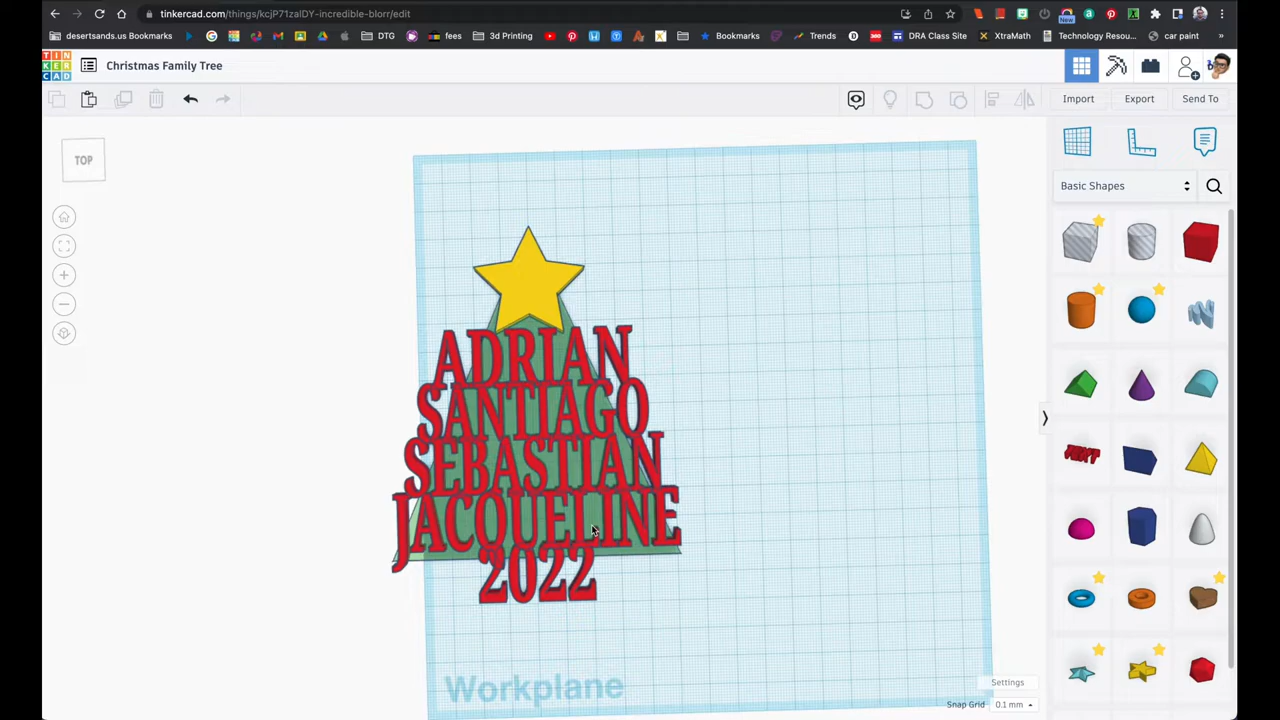 tinkercad.com/things/kcjP71zalDY-incredible-blorr/edit
desertsands.us Bookmarks
DTG
fees
3d Printing
Bookmarks
Trends
DRA Class Site
XtraMath
Technology Resour...
car paint
TIN
KER
CAD
Christmas Family Tree
Import
Export
Send To
TOP
Basic Shapes
ADRIAN
SANTIAGO
SEBASTIAN
JACQUELINE
2022
TEXT
Workplane
Settings
Snap Grid 0.1 mm